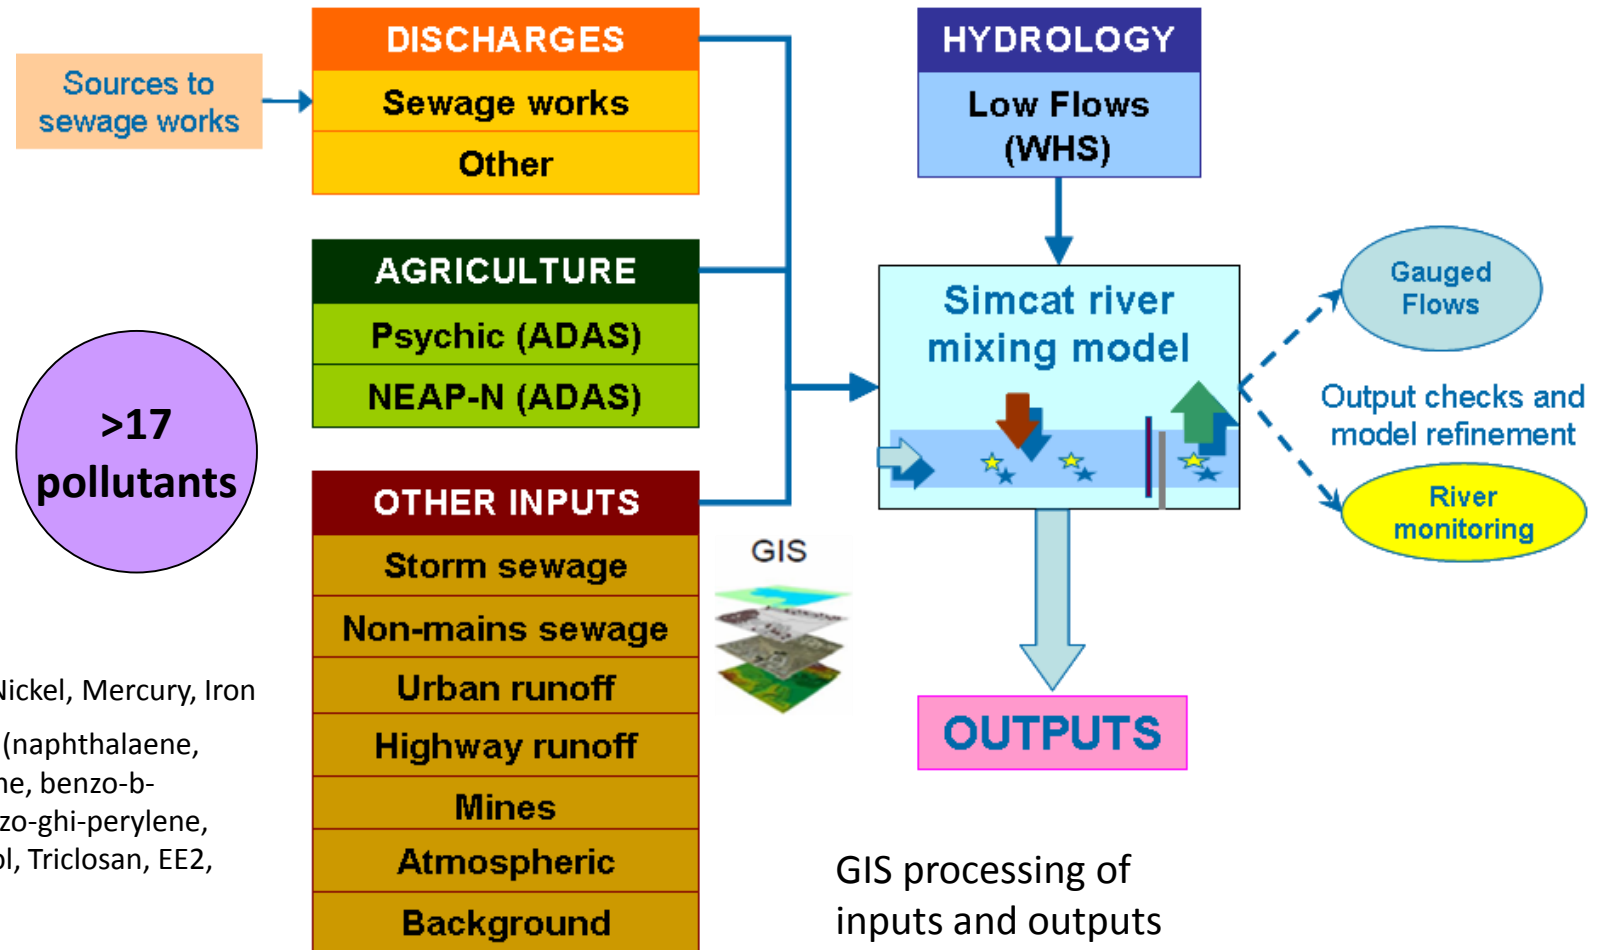 Sources to
sewage works
DISCHARGES
Sewage works
Other
AGRICULTURE
Psychic (ADAS)
NEAP-N (ADAS)
OTHER INPUTS
Storm sewage
Non-mains sewage
Urban runoff
Highway runoff
Mines
Atmospheric
Background
>17
pollutants
Nickel, Mercury, Iron
(naphthalaene,
benzo-b-
zo-ghi-perylene,
Triclosan, EE2,
GIS
HYDROLOGY
Low Flows
(WHS)
Simcat river
mixing model
Gauged
Flows
Output checks and
model refinement
River
monitoring
OUTPUTS
GIS processing of
inputs and outputs